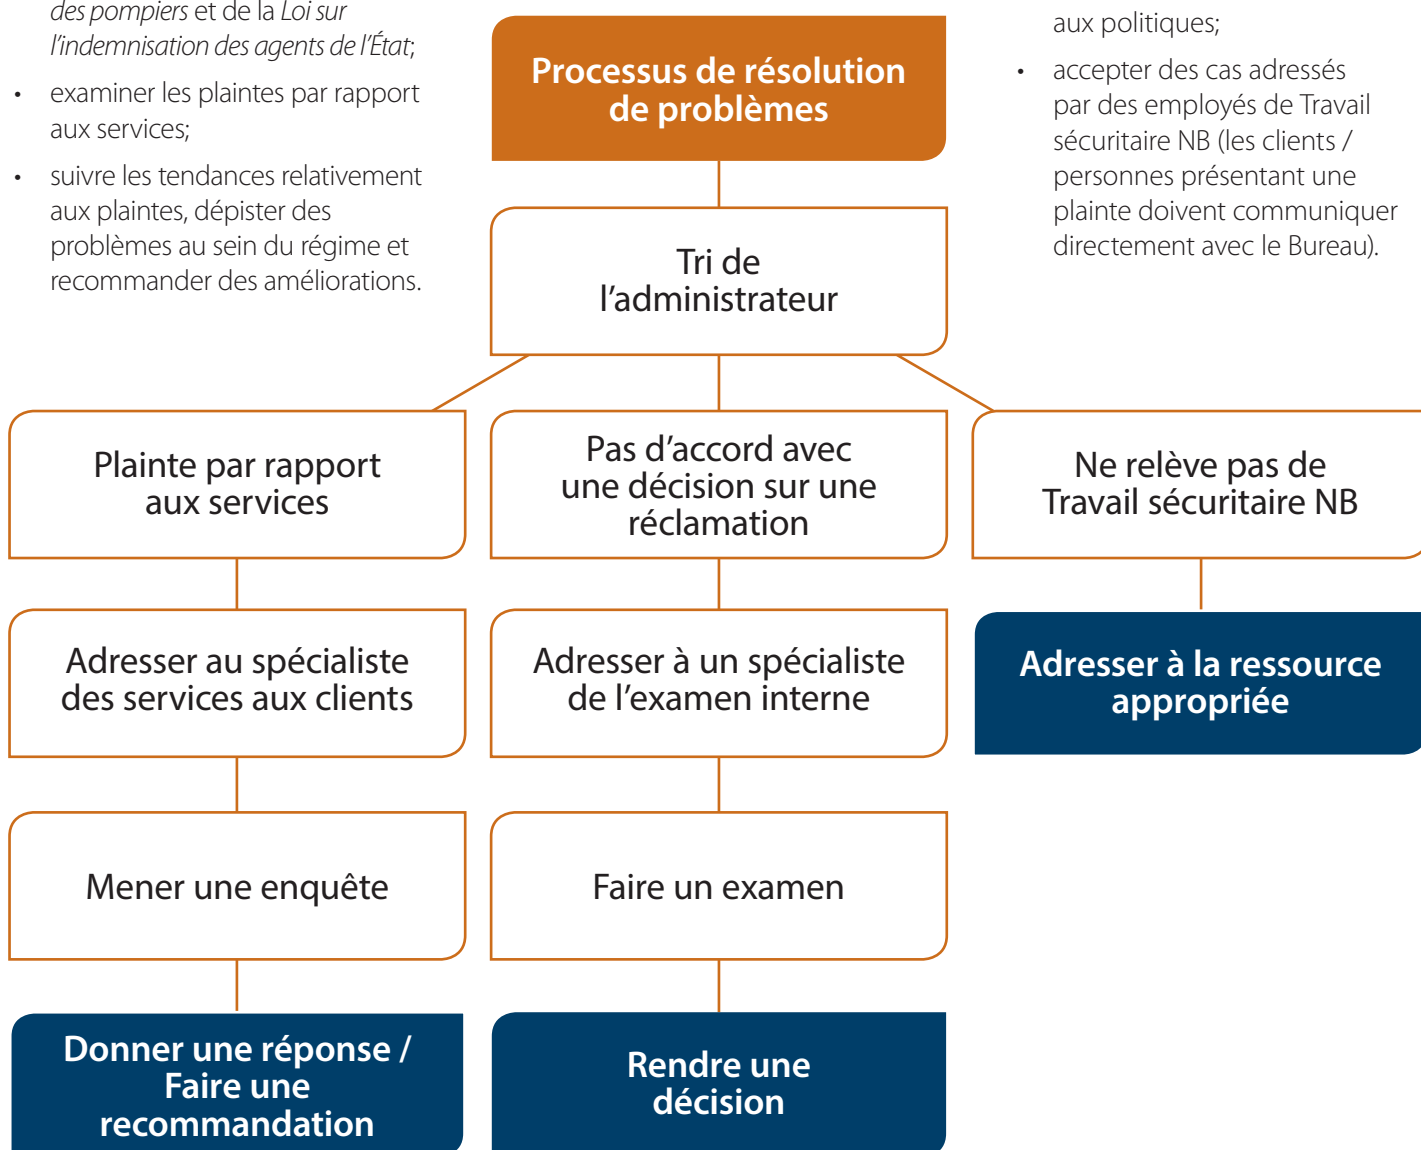 des pompiers et de la Loi sur
l'indemnisation des agents de l'État;
• examiner les plaintes par rapport
aux services;
• suivre les tendances relativement
aux plaintes, dépister des
problèmes au sein du régime et
recommander des améliorations.
aux politiques;
• accepter des cas adressés
par des employés de Travail
sécuritaire NB (les clients /
personnes présentant une
plainte doivent communiquer
directement avec le Bureau).
Processus de résolution
de problèmes
Tri de
l'administrateur
Plainte par rapport
aux services
Pas d'accord avec
une décision sur une
réclamation
Ne relève pas de
Travail sécuritaire NB
Adresser au spécialiste
des services aux clients
Adresser à un spécialiste
de l'examen interne
Adresser à la ressource
appropriée
Mener une enquête
Faire un examen
Donner une réponse /
Faire une
recommandation
Rendre une
décision